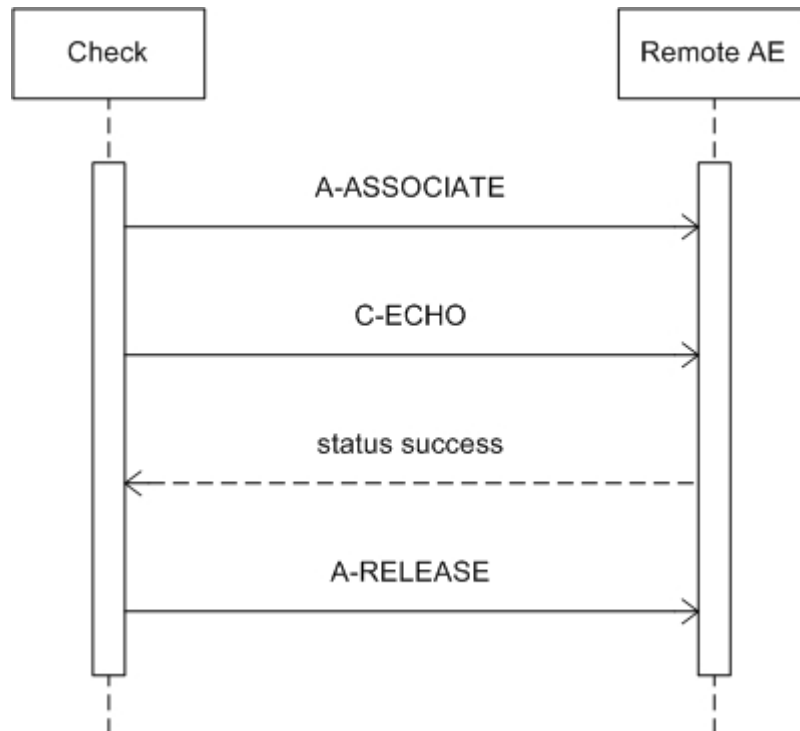 Check
Remote AE
A-ASSOCIATE
C-ECHO
status success
A-RELEASE